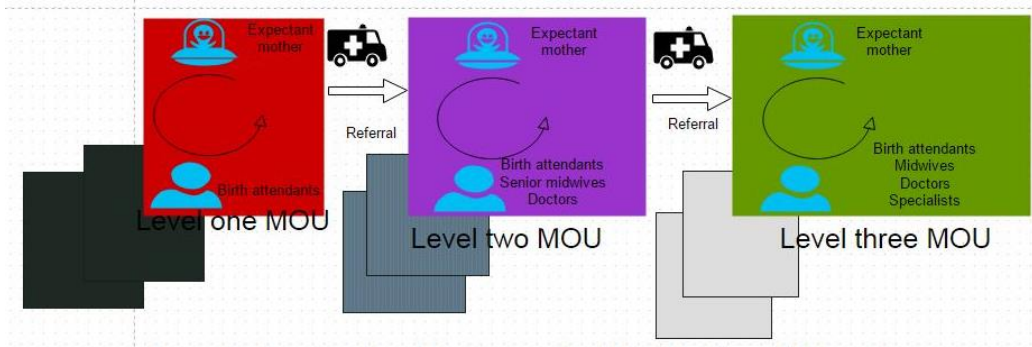 Expectant
mother
Birth attendants
Level one MOU
Referral
Expectant
mother
Birth attendants
Senior midwives
Doctors
Level two MOU
Referral
Expectant
mother
Birth attendants
Midwives
Doctors
Specialists
Level three MOU